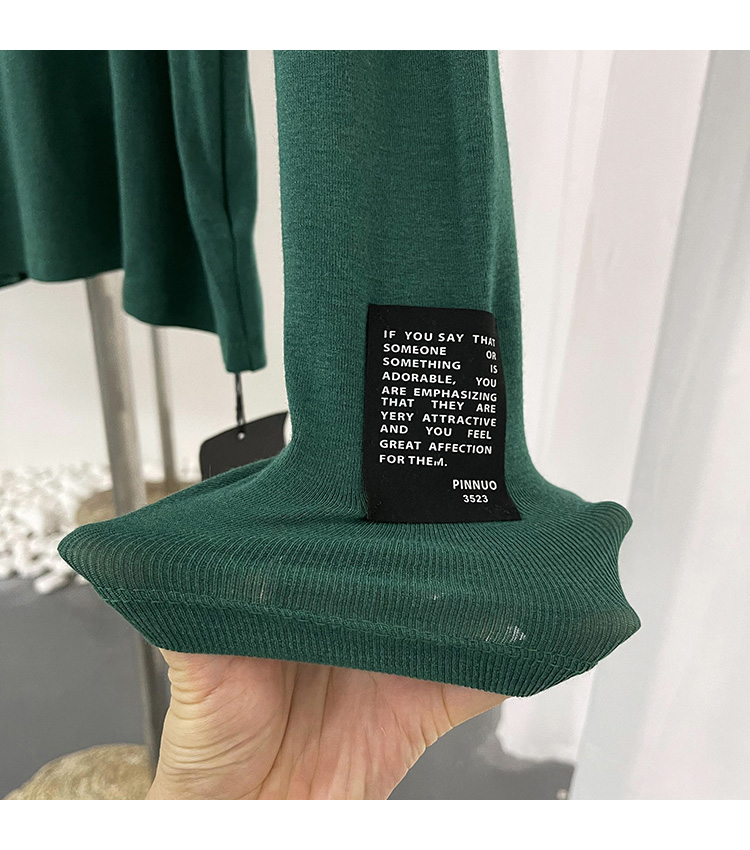 IF YOU SAY THAT
SOMEONE OR
SOMETHING IS
ADORABLE, YOU
ARE EMPHASIZING
THAT THEY ARE
YERY ATTRACTIVE
AND YOU FEEL
GREAT AFFECTION
FOR THEM.
PINNUO
3523